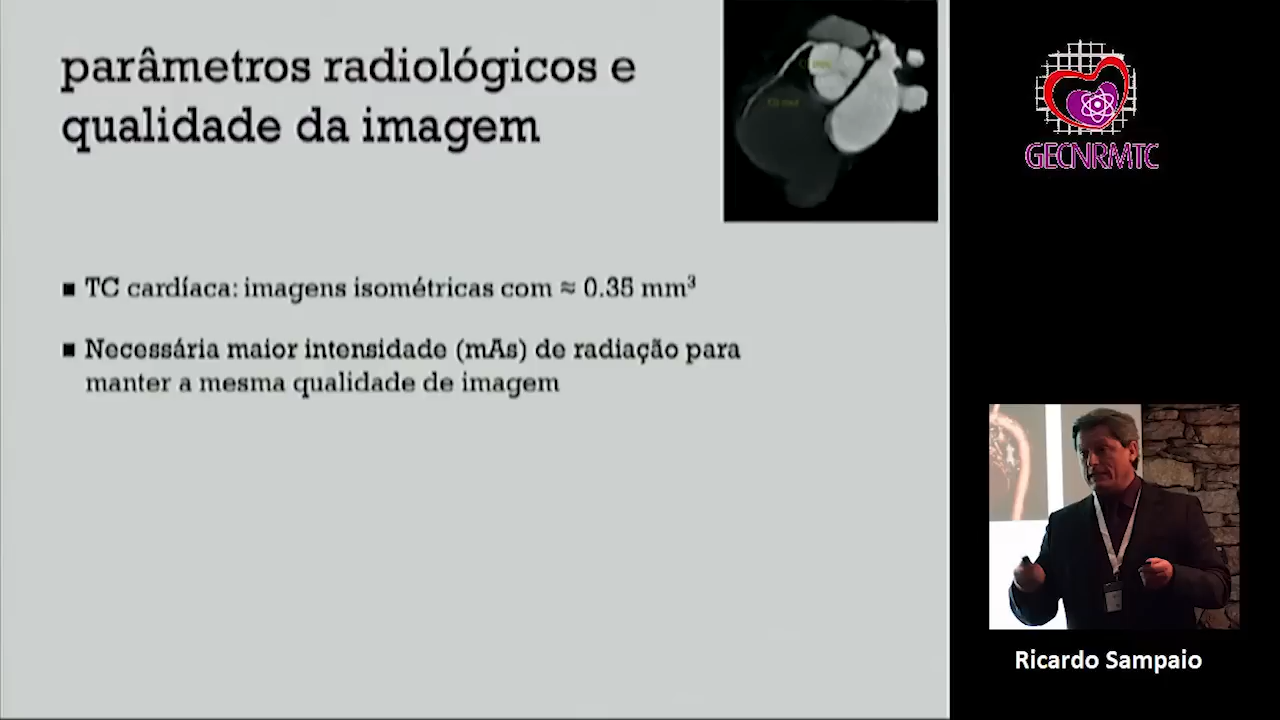 parâmetros radiológicos e
qualidade da imagem
■ TC cardíaca: imagens isométricas com ≈ 0.35 mm³
■ Necessária maior intensidade (mAs) de radiação para
manter a mesma qualidade de imagem
GECNRMTC
Ricardo Sampaio